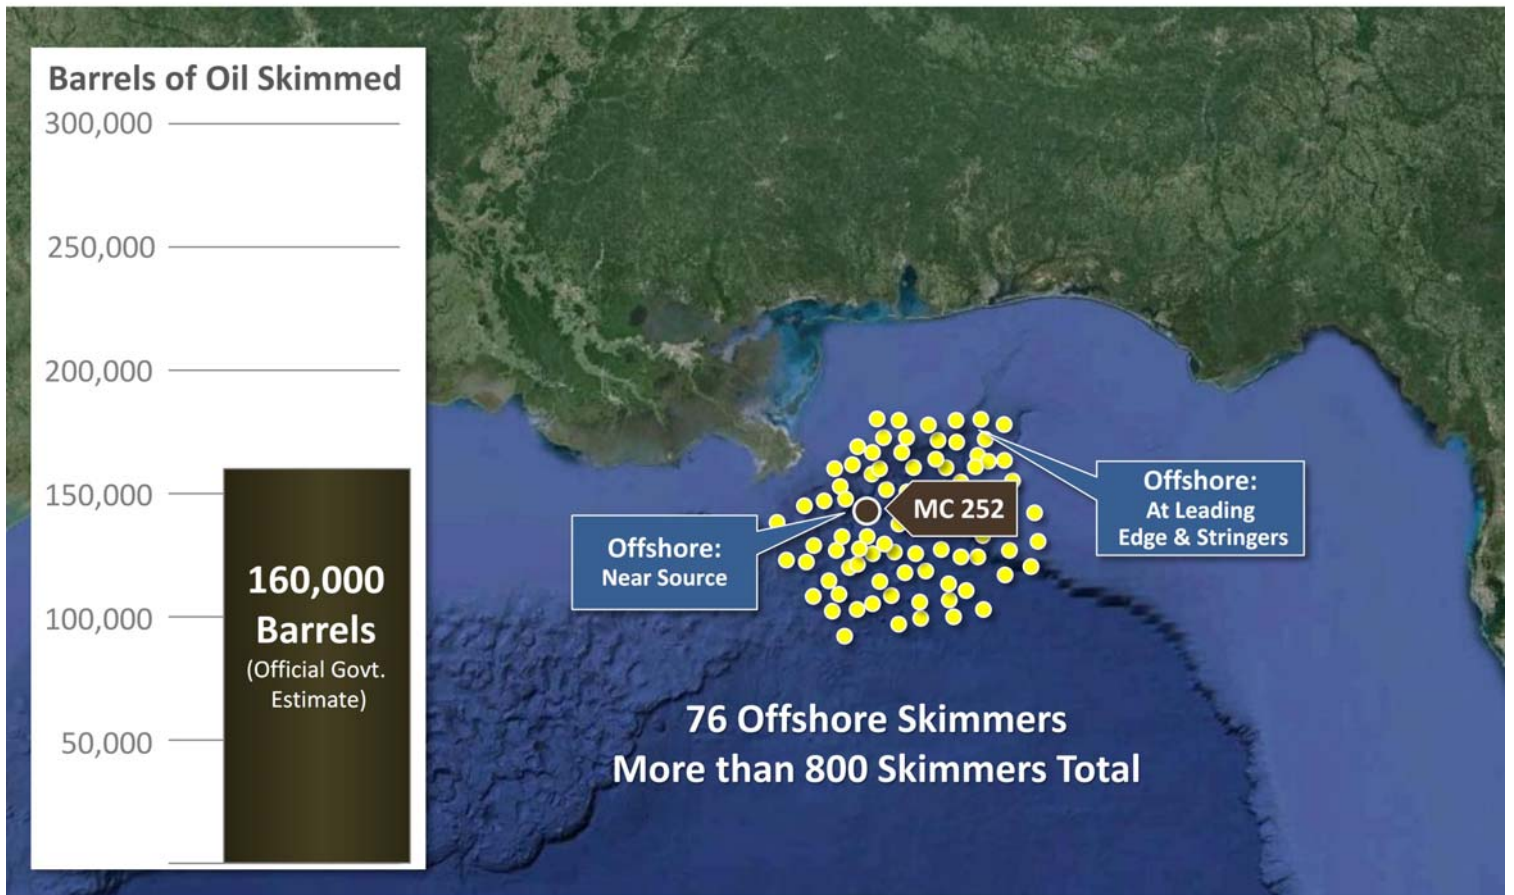 Barrels of Oil Skimmed
300,000
250,000
200,000
150,000
100,000
50,000
160,000
Barrels
(Official Govt.
Estimate)
Offshore:
Near Source
MC 252
Offshore:
At Leading
Edge & Stringers
76 Offshore Skimmers
More than 800 Skimmers Total